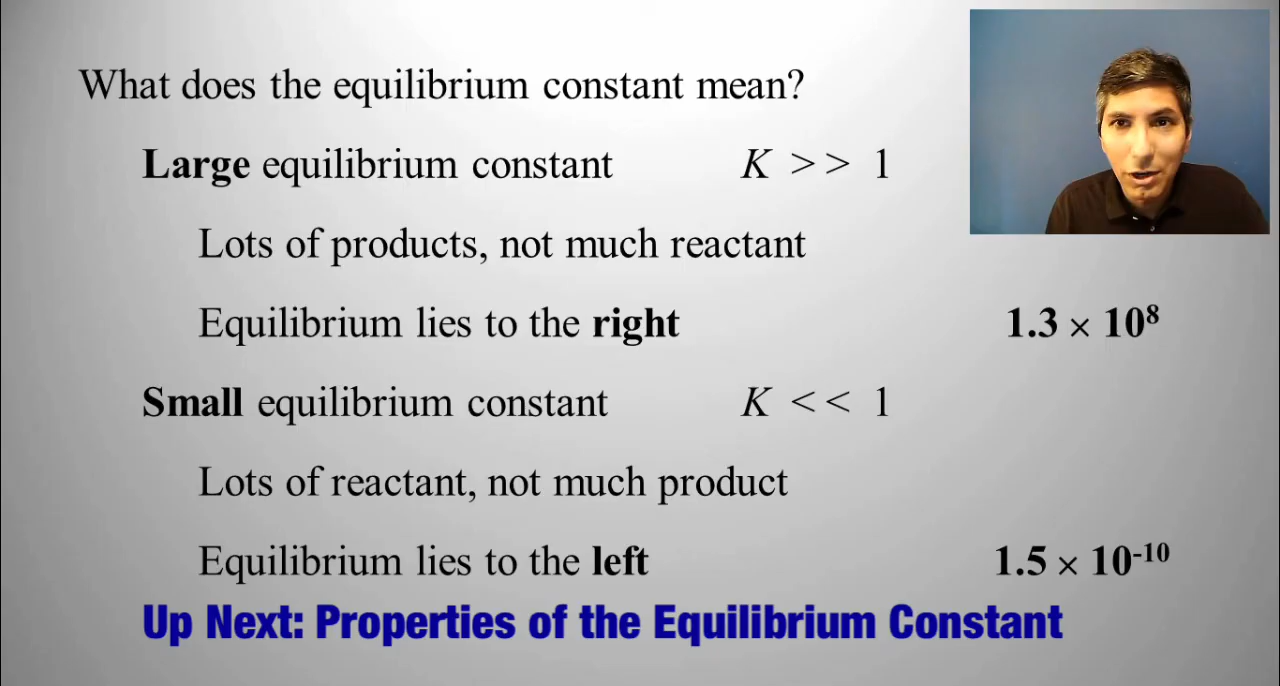 What does the equilibrium constant mean?
Large equilibrium constant K >> 1
Lots of products, not much reactant
Equilibrium lies to the right 1.3 × 10⁸
Small equilibrium constant K << 1
Lots of reactant, not much product
Equilibrium lies to the left 1.5 × 10⁻¹⁰
Up Next: Properties of the Equilibrium Constant